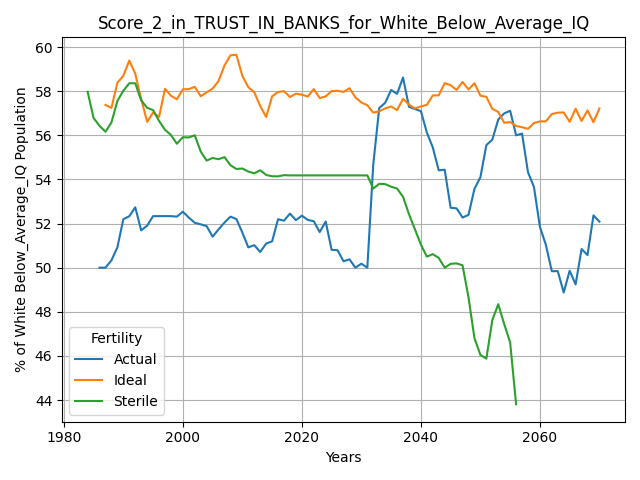 Score_2_in_TRUST_IN_BANKS_for_White_Below_Average_IQ
% of White Below_Average_IQ Population
60
58
56
54
52
50
48
46
44
Fertility
Actual
Ideal
Sterile
1980 2000 2020 2040 2060
Years